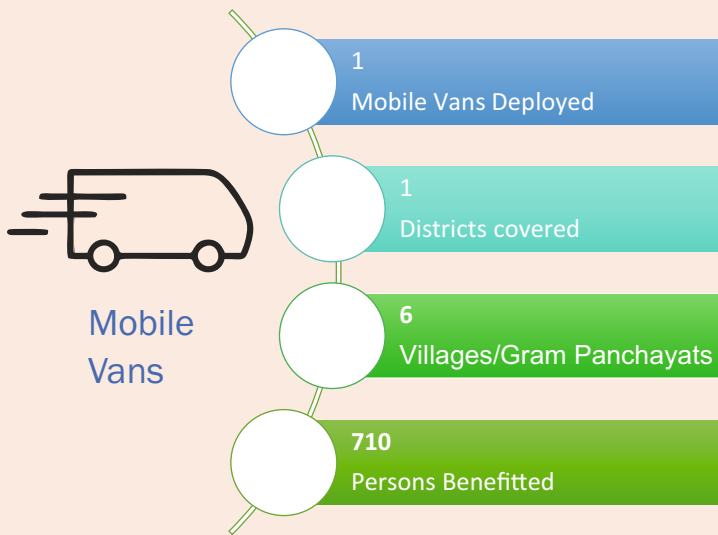 Mobile
Vans
1
Mobile Vans Deployed
1
Districts covered
6
Villages/Gram Panchayats
710
Persons Benefitted